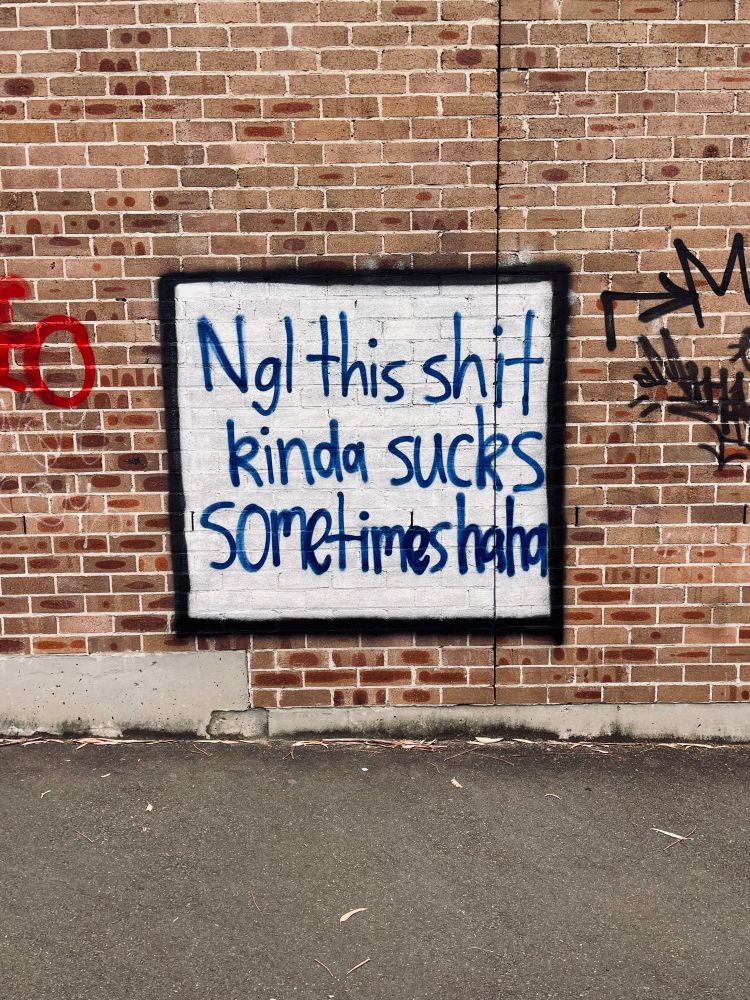 Ngl this shit
kinda sucks
sometimes haha